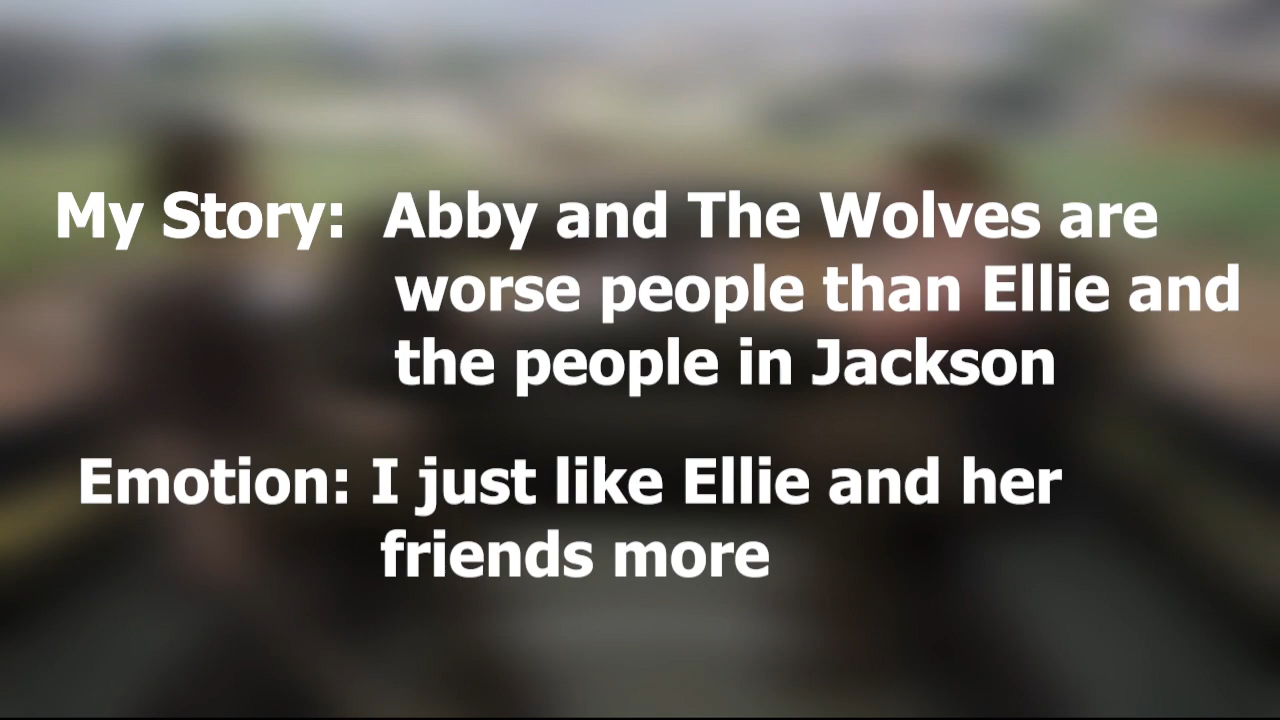 My Story: Abby and The Wolves are
worse people than Ellie and
the people in Jackson
Emotion: I just like Ellie and her
friends more